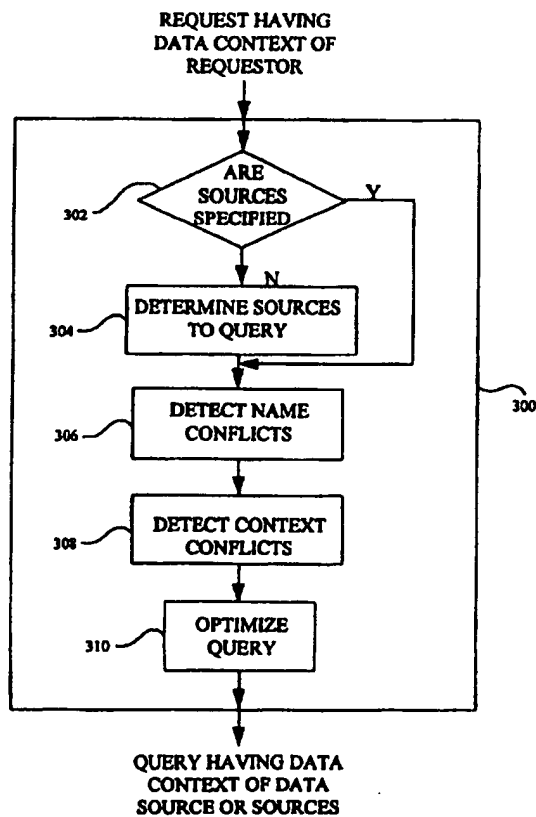 REQUEST HAVING
DATA CONTEXT OF
REQUESTOR
ARE
SOURCES
SPECIFIED
Y
302
N
DETERMINE SOURCES
TO QUERY
304
300
DETECT NAME
CONFLICTS
306
DETECT CONTEXT
CONFLICTS
308
OPTIMIZE
QUERY
310
QUERY HAVING DATA
CONTEXT OF DATA
SOURCE OR SOURCES